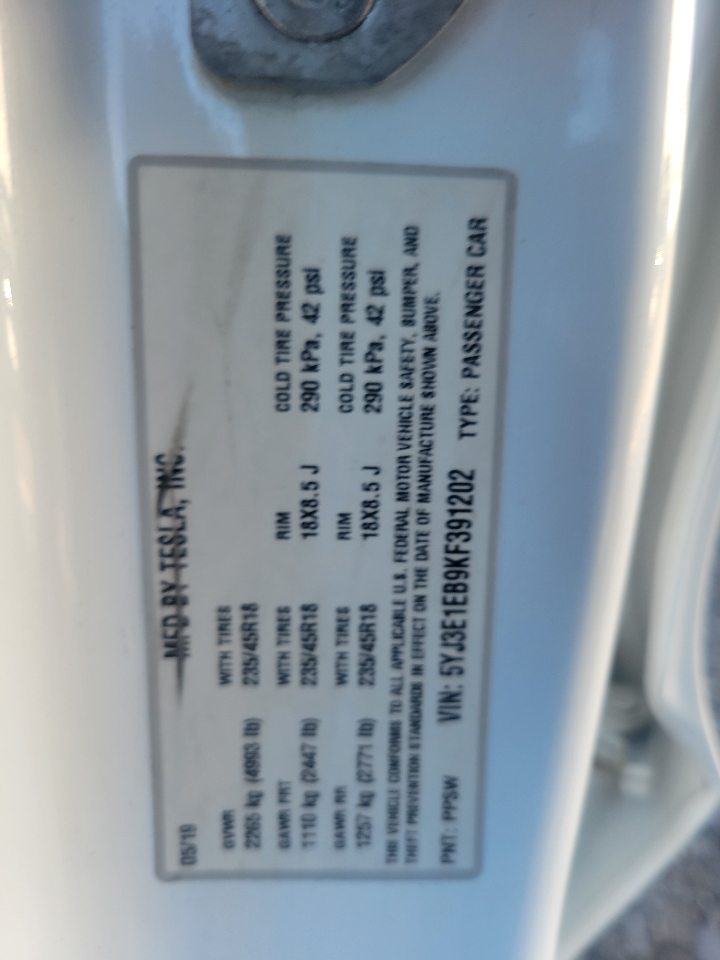 MFD BY TESLA, INC.
05/19
GVWR WITH TIRES
2265 kg (4993 lb) 235/45R18
GAWR FRT WITH TIRES RIM COLD TIRE PRESSURE
1110 kg (2447 lb) 235/45R18 18X8.5 J 290 kPa, 42 psi
GAWR RR WITH TIRES RIM COLD TIRE PRESSURE
1257 kg (2771 lb) 235/45R18 18X8.5 J 290 kPa, 42 psi
THIS VEHICLE CONFORMS TO ALL APPLICABLE U.S. FEDERAL MOTOR VEHICLE SAFETY, BUMPER, AND
THEFT PREVENTION STANDARDS IN EFFECT ON THE DATE OF MANUFACTURE SHOWN ABOVE.
PNT: PPSW VIN: 5YJ3E1EB9KF391202 TYPE: PASSENGER CAR